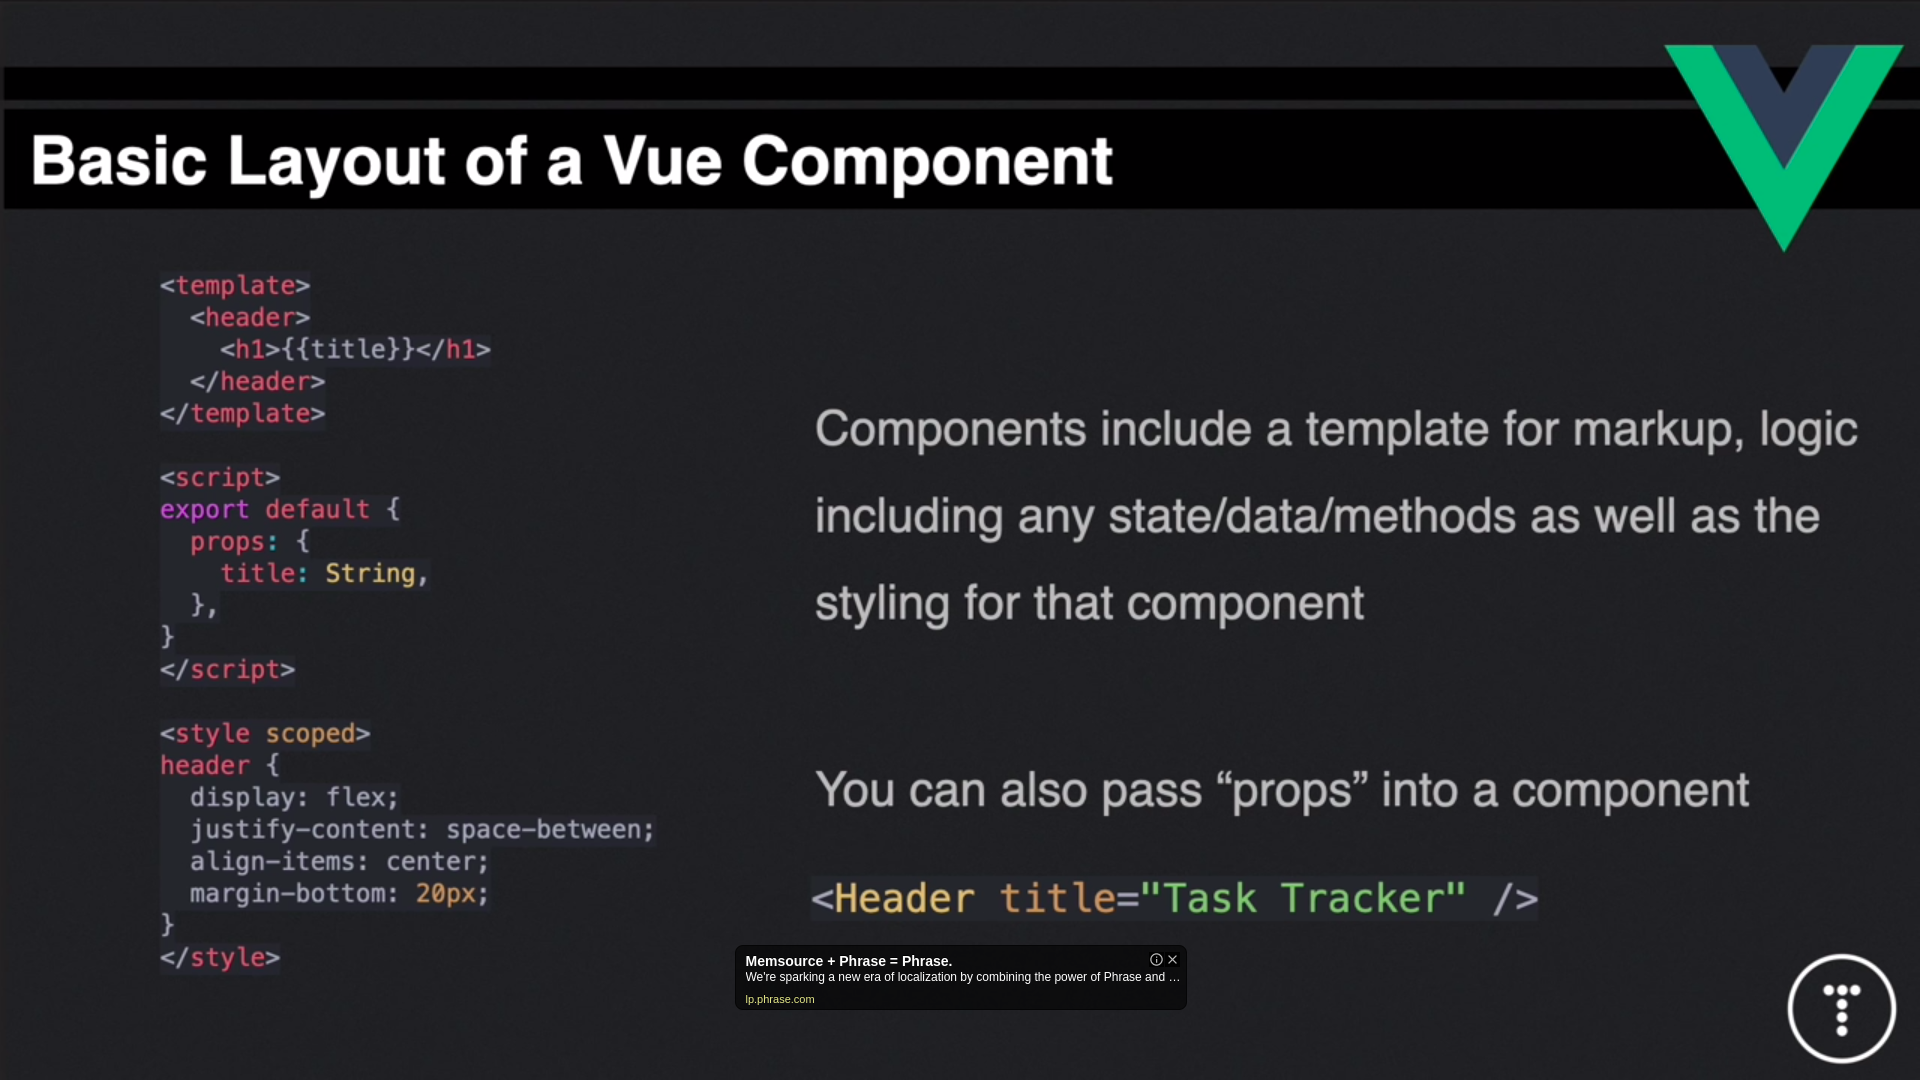 Basic Layout of a Vue Component
<template>
  <header>
    <h1>{{title}}</h1>
  </header>
</template>
<script>
export default {
  props: {
    title: String,
  },
}
</script>
<style scoped>
header {
  display: flex;
  justify-content: space-between;
  align-items: center;
  margin-bottom: 20px;
}
</style>
Components include a template for markup, logic
including any state/data/methods as well as the
styling for that component
You can also pass “props” into a component
<Header title="Task Tracker" />
Memsource + Phrase = Phrase.
We're sparking a new era of localization by combining the power of Phrase and ...
lp.phrase.com
T